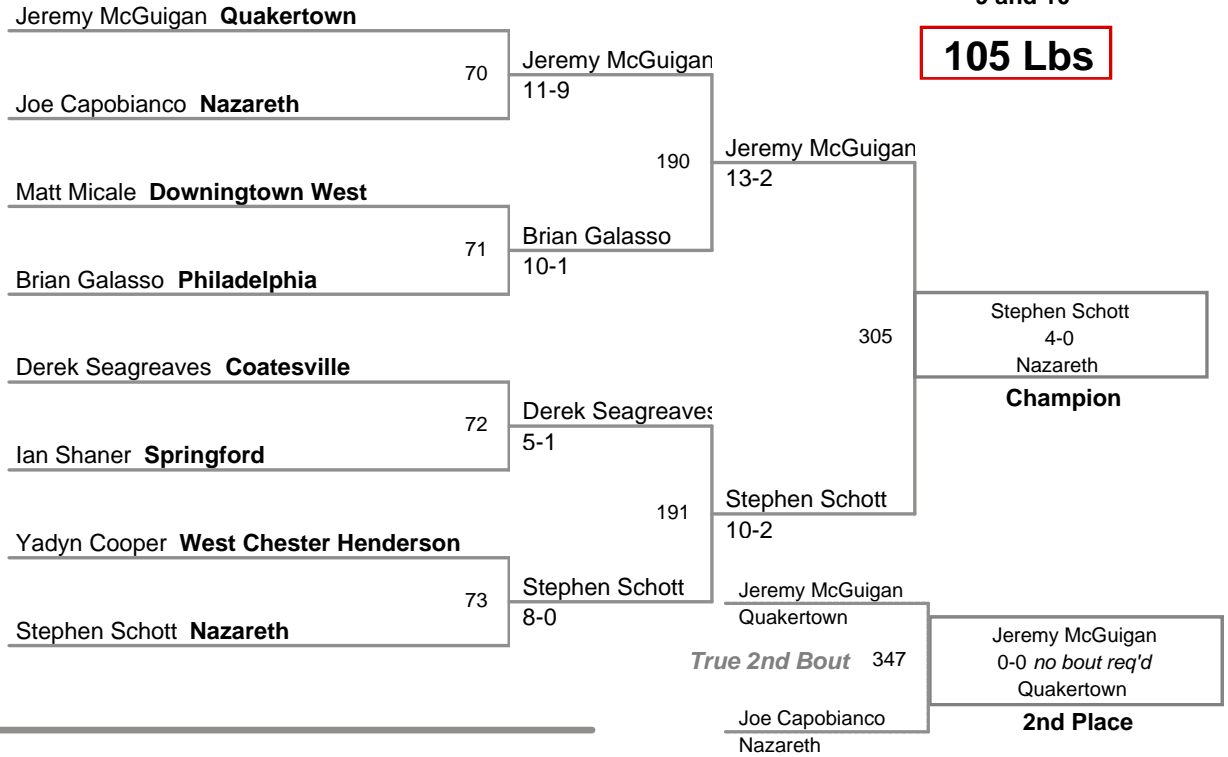 9 and 10
105 Lbs
Jeremy McGuigan Quakertown
70
Joe Capobianco Nazareth
Jeremy McGuigan
11-9
190
Matt Micale Downingtown West
71
Brian Galasso Philadelphia
Brian Galasso
10-1
Jeremy McGuigan
13-2
305
Derek Seagreaves Coatesville
72
Ian Shaner Springford
Derek Seagreaves
5-1
191
Yadyn Cooper West Chester Henderson
73
Stephen Schott Nazareth
Stephen Schott
8-0
Stephen Schott
10-2
Stephen Schott
4-0
Nazareth
Champion
Jeremy McGuigan
Quakertown
True 2nd Bout 347
Joe Capobianco
Nazareth
Jeremy McGuigan
0-0 no bout req'd
Quakertown
2nd Place